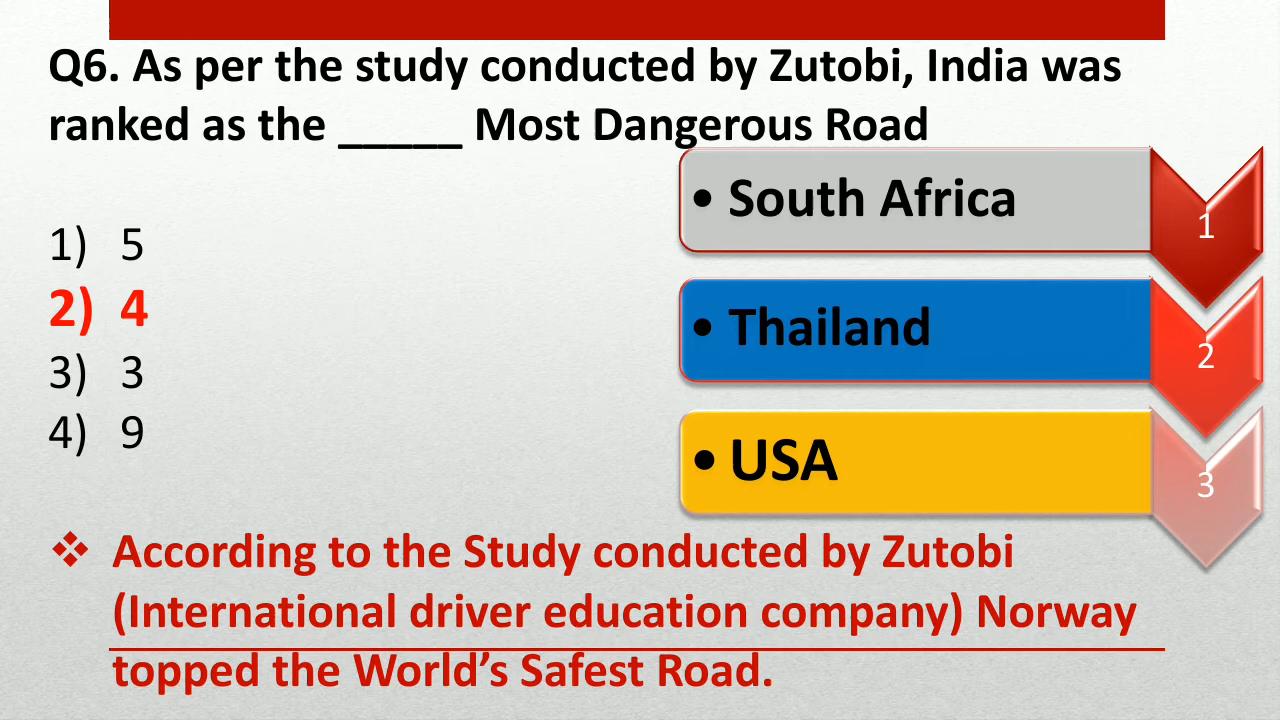 Q6. As per the study conducted by Zutobi, India was
ranked as the _____ Most Dangerous Road
1) 5
2) 4
3) 3
4) 9
• South Africa
1
• Thailand
2
• USA
3
❖ According to the Study conducted by Zutobi
(International driver education company) Norway
topped the World’s Safest Road.